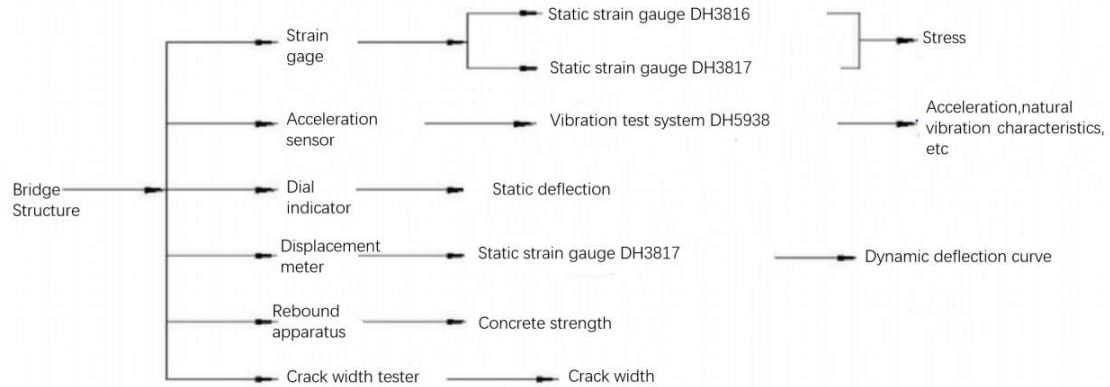 Static strain gauge DH3816
Strain
gage
Stress
Static strain gauge DH3817
Acceleration
sensor
Vibration test system DH5938
Acceleration,natural
vibration characteristics,
etc
Bridge
Structure
Dial
indicator
Static deflection
Displacement
meter
Static strain gauge DH3817
Dynamic deflection curve
Rebound
apparatus
Concrete strength
Crack width tester
Crack width